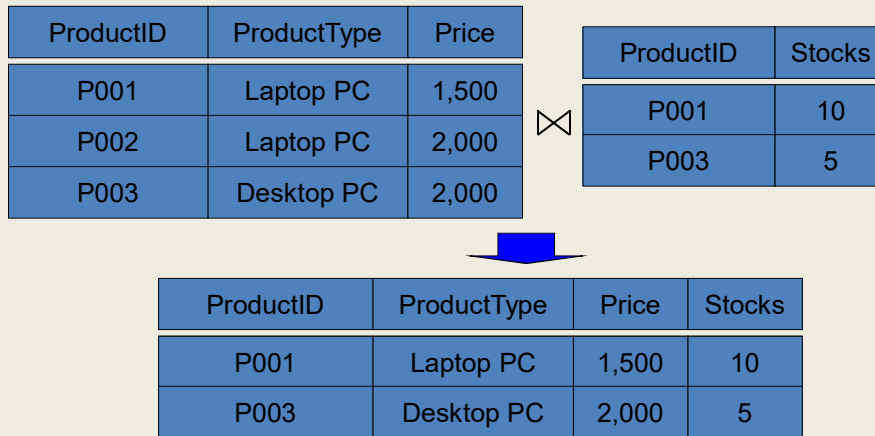 ProductID ProductType Price
P001 Laptop PC 1,500
P002 Laptop PC 2,000
P003 Desktop PC 2,000
ProductID Stocks
P001 10
P003 5
ProductID ProductType Price Stocks
P001 Laptop PC 1,500 10
P003 Desktop PC 2,000 5